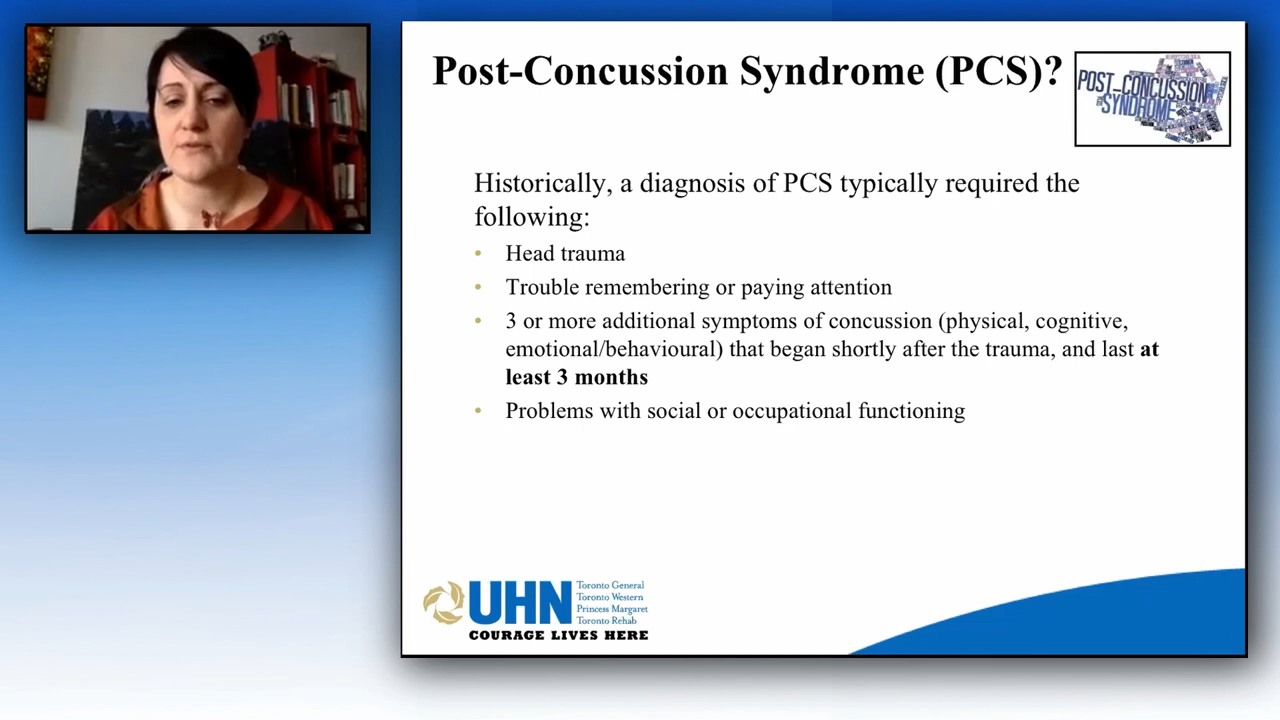 Post-Concussion Syndrome (PCS)?
POST-CONCUSSION
SYNDROME
Historically, a diagnosis of PCS typically required the
following:
• Head trauma
• Trouble remembering or paying attention
• 3 or more additional symptoms of concussion (physical, cognitive,
emotional/behavioural) that began shortly after the trauma, and last at
least 3 months
• Problems with social or occupational functioning
UHN
Toronto General
Toronto Western
Princess Margaret
Toronto Rehab
COURAGE LIVES HERE